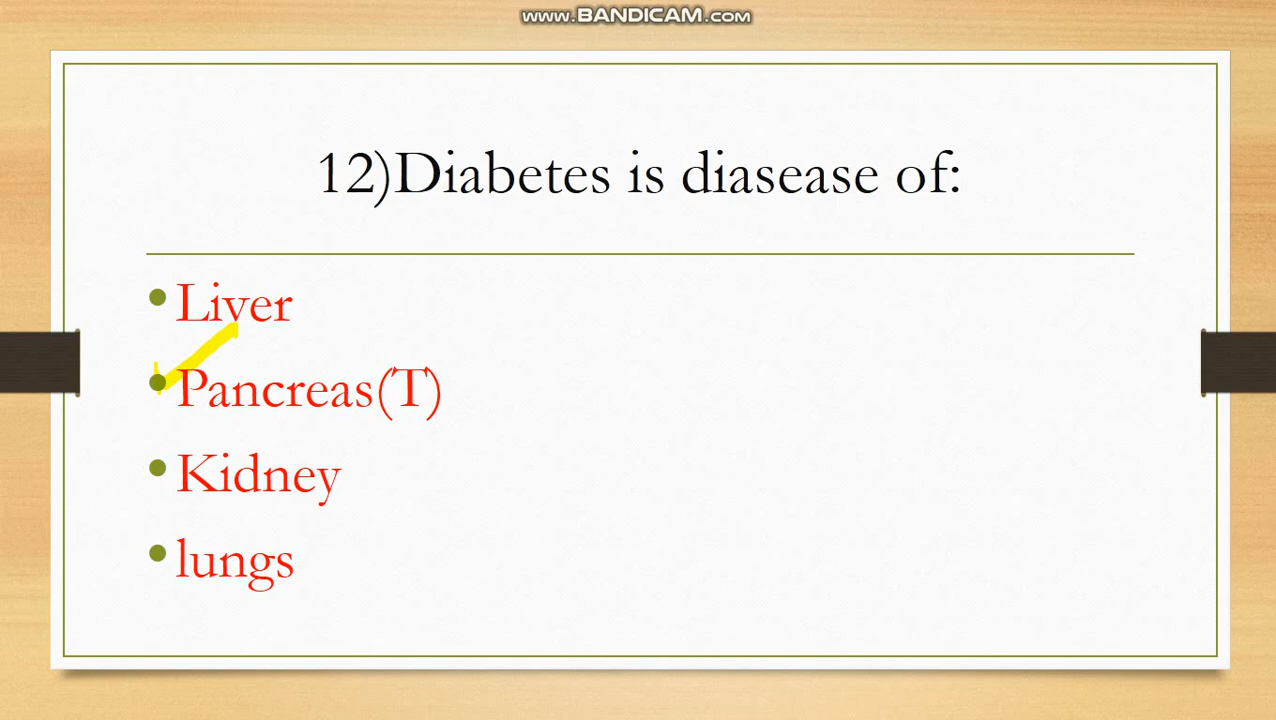 www.BANDICAM.com
12)Diabetes is diasease of:
• Liver
• Pancreas(T)
• Kidney
• lungs